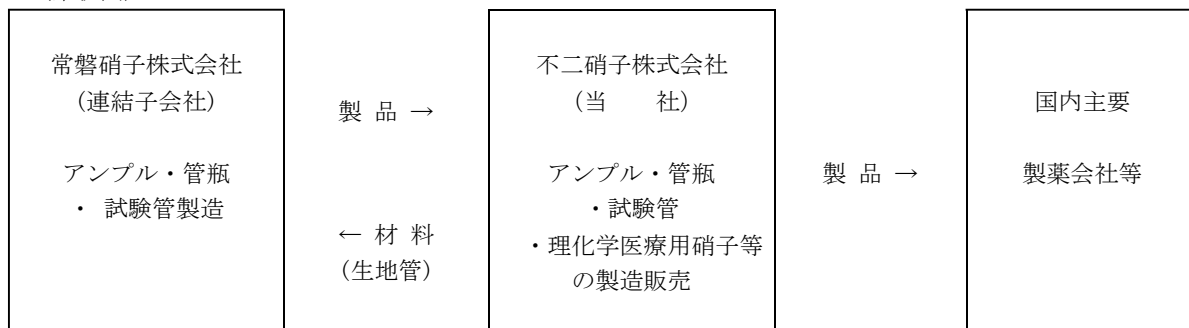 常磐硝子株式会社
(連結子会社)
アンプル・管瓶
・ 試験管製造
製 品 →
← 材 料
(生地管)
不二硝子株式会社
(当　　社)
アンプル・管瓶
・試験管
・理化学医療用硝子等
の製造販売
製 品 →
国内主要
製薬会社等